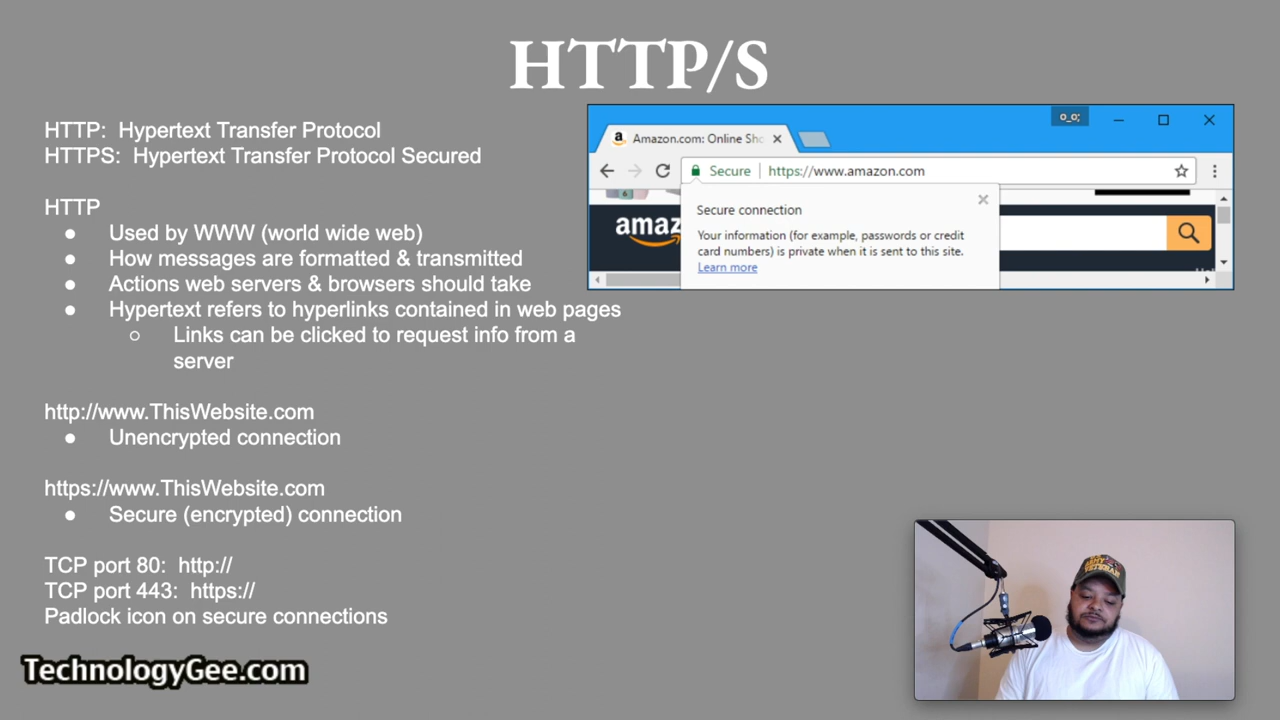 HTTP/S
HTTP: Hypertext Transfer Protocol
HTTPS: Hypertext Transfer Protocol Secured
HTTP
● Used by WWW (world wide web)
● How messages are formatted & transmitted
● Actions web servers & browsers should take
● Hypertext refers to hyperlinks contained in web pages
○ Links can be clicked to request info from a
server
http://www.ThisWebsite.com
● Unencrypted connection
https://www.ThisWebsite.com
● Secure (encrypted) connection
TCP port 80: http://
TCP port 443: https://
Padlock icon on secure connections
TechnologyGee.com
o_o;
a Amazon.com: Online Sho
Secure | https://www.amazon.com
6
amaz
Secure connection
Your information (for example, passwords or credit
card numbers) is private when it is sent to this site.
Learn more
ARMY
VETERAN